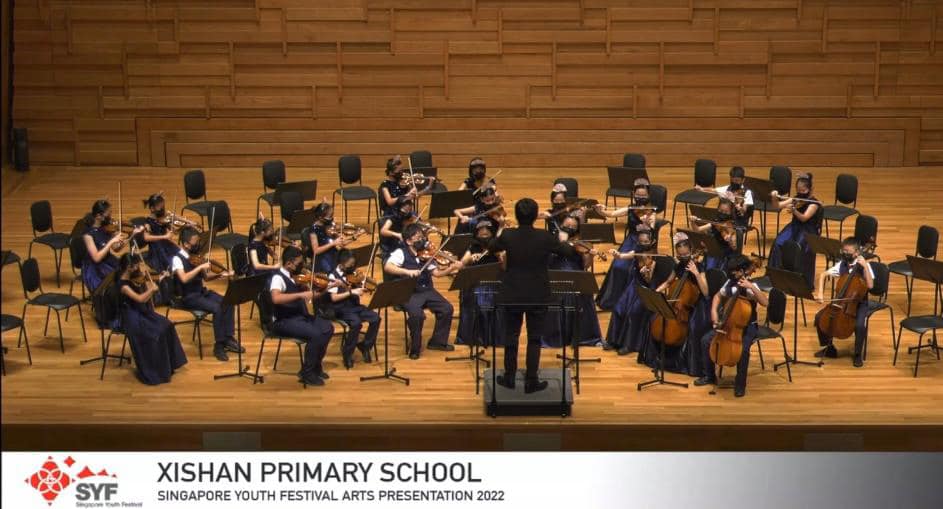 XISHAN PRIMARY SCHOOL
SINGAPORE YOUTH FESTIVAL ARTS PRESENTATION 2022
SYF
Singapore Youth Festival